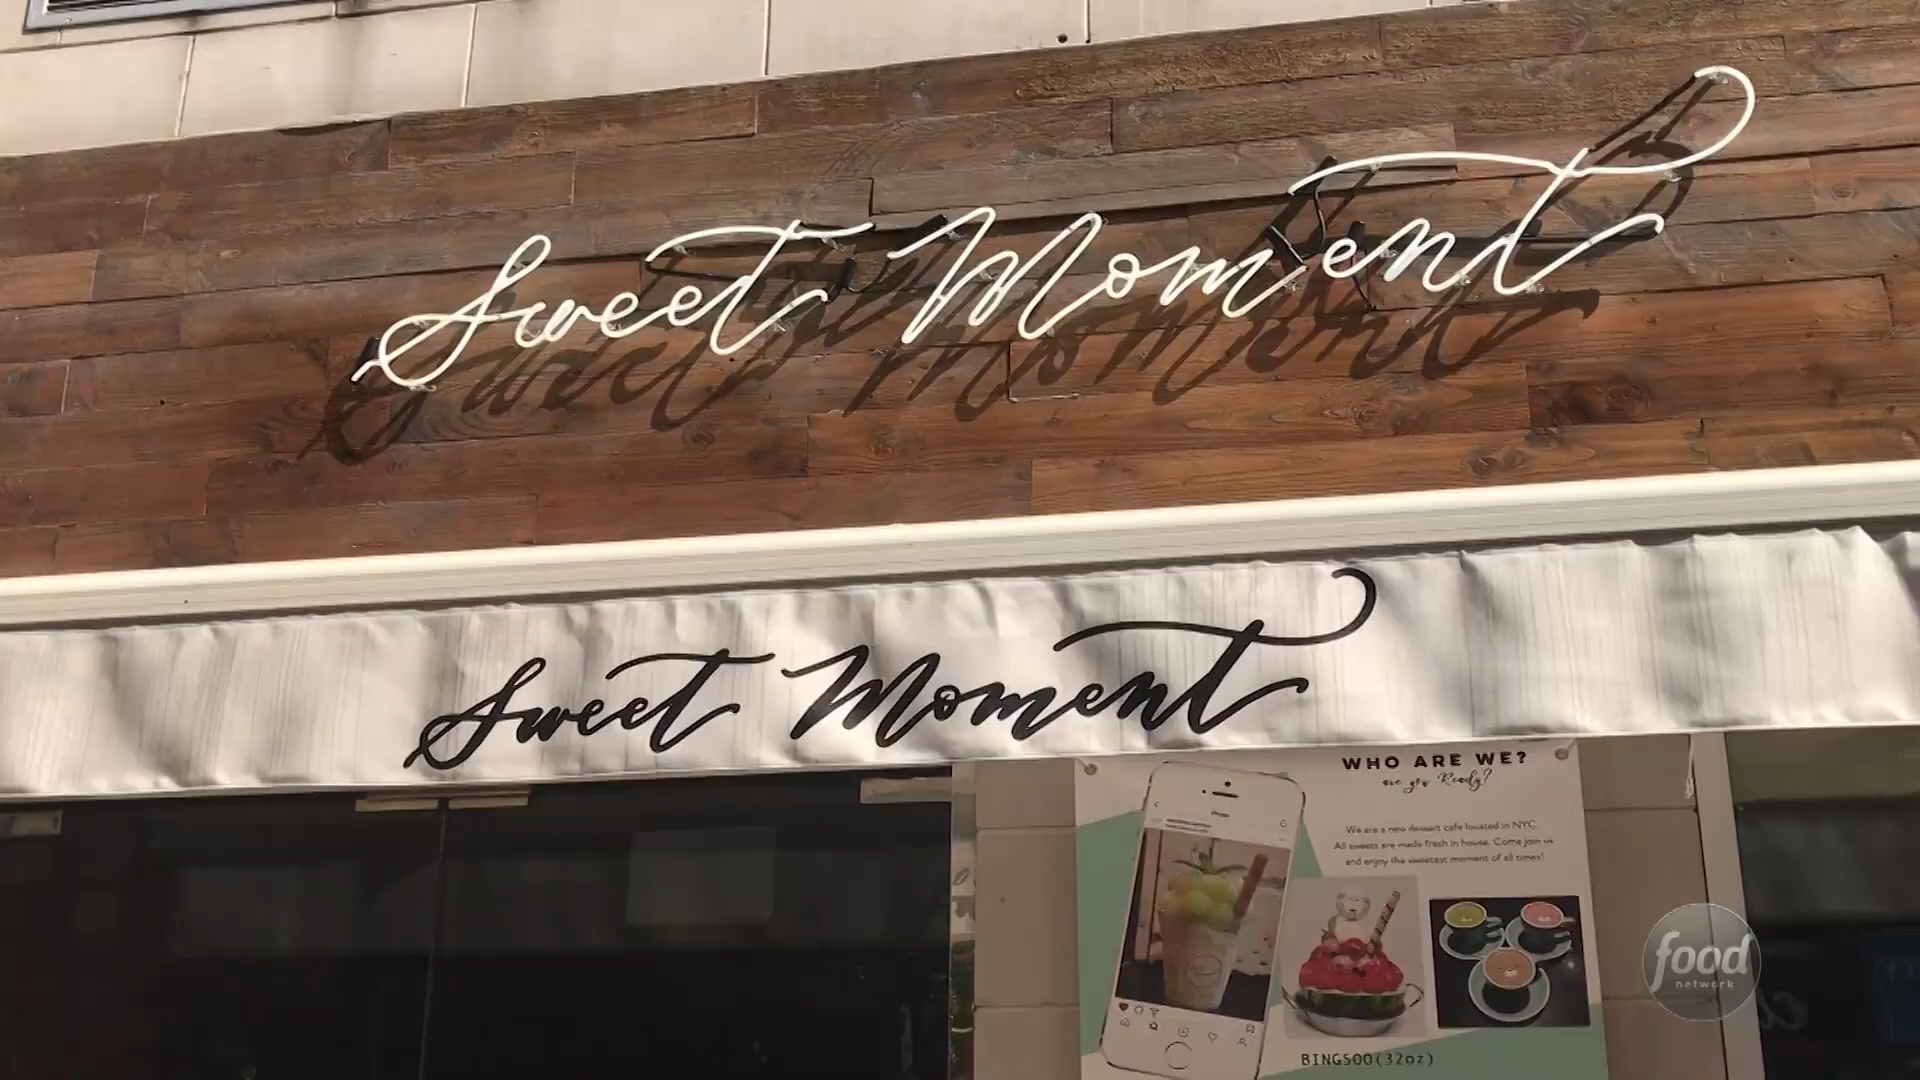 Sweet Moment
Sweet Moment
WHO ARE WE?
are you Ready?
We are a new dessert cafe located in NYC.
All sweets are made fresh in house. Come join us
and enjoy the sweetest moment of all times!
Photo
BINGSOO(32oz)
food
network